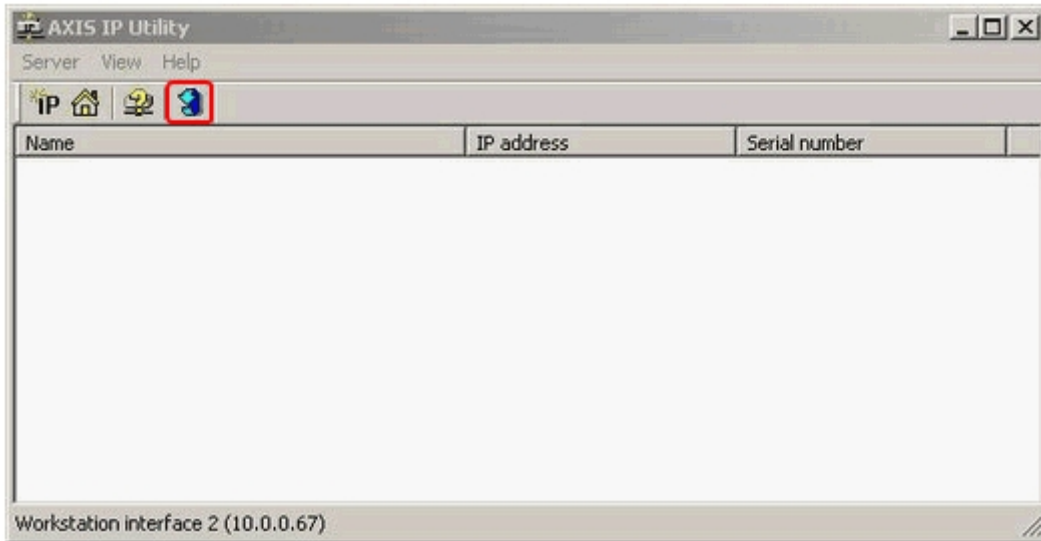 AXIS IP Utility
Server View Help
IP
Name IP address Serial number
Workstation interface 2 (10.0.0.67)